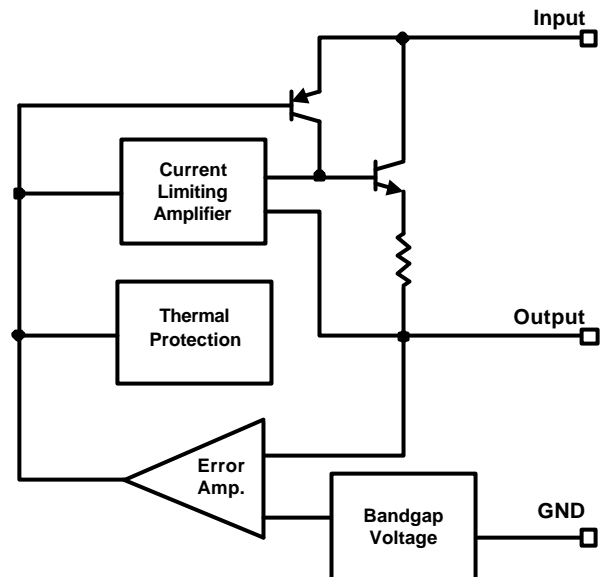 Input
Current
Limiting
Amplifier
Thermal
Protection
Output
Error
Amp.
Bandgap
Voltage
GND